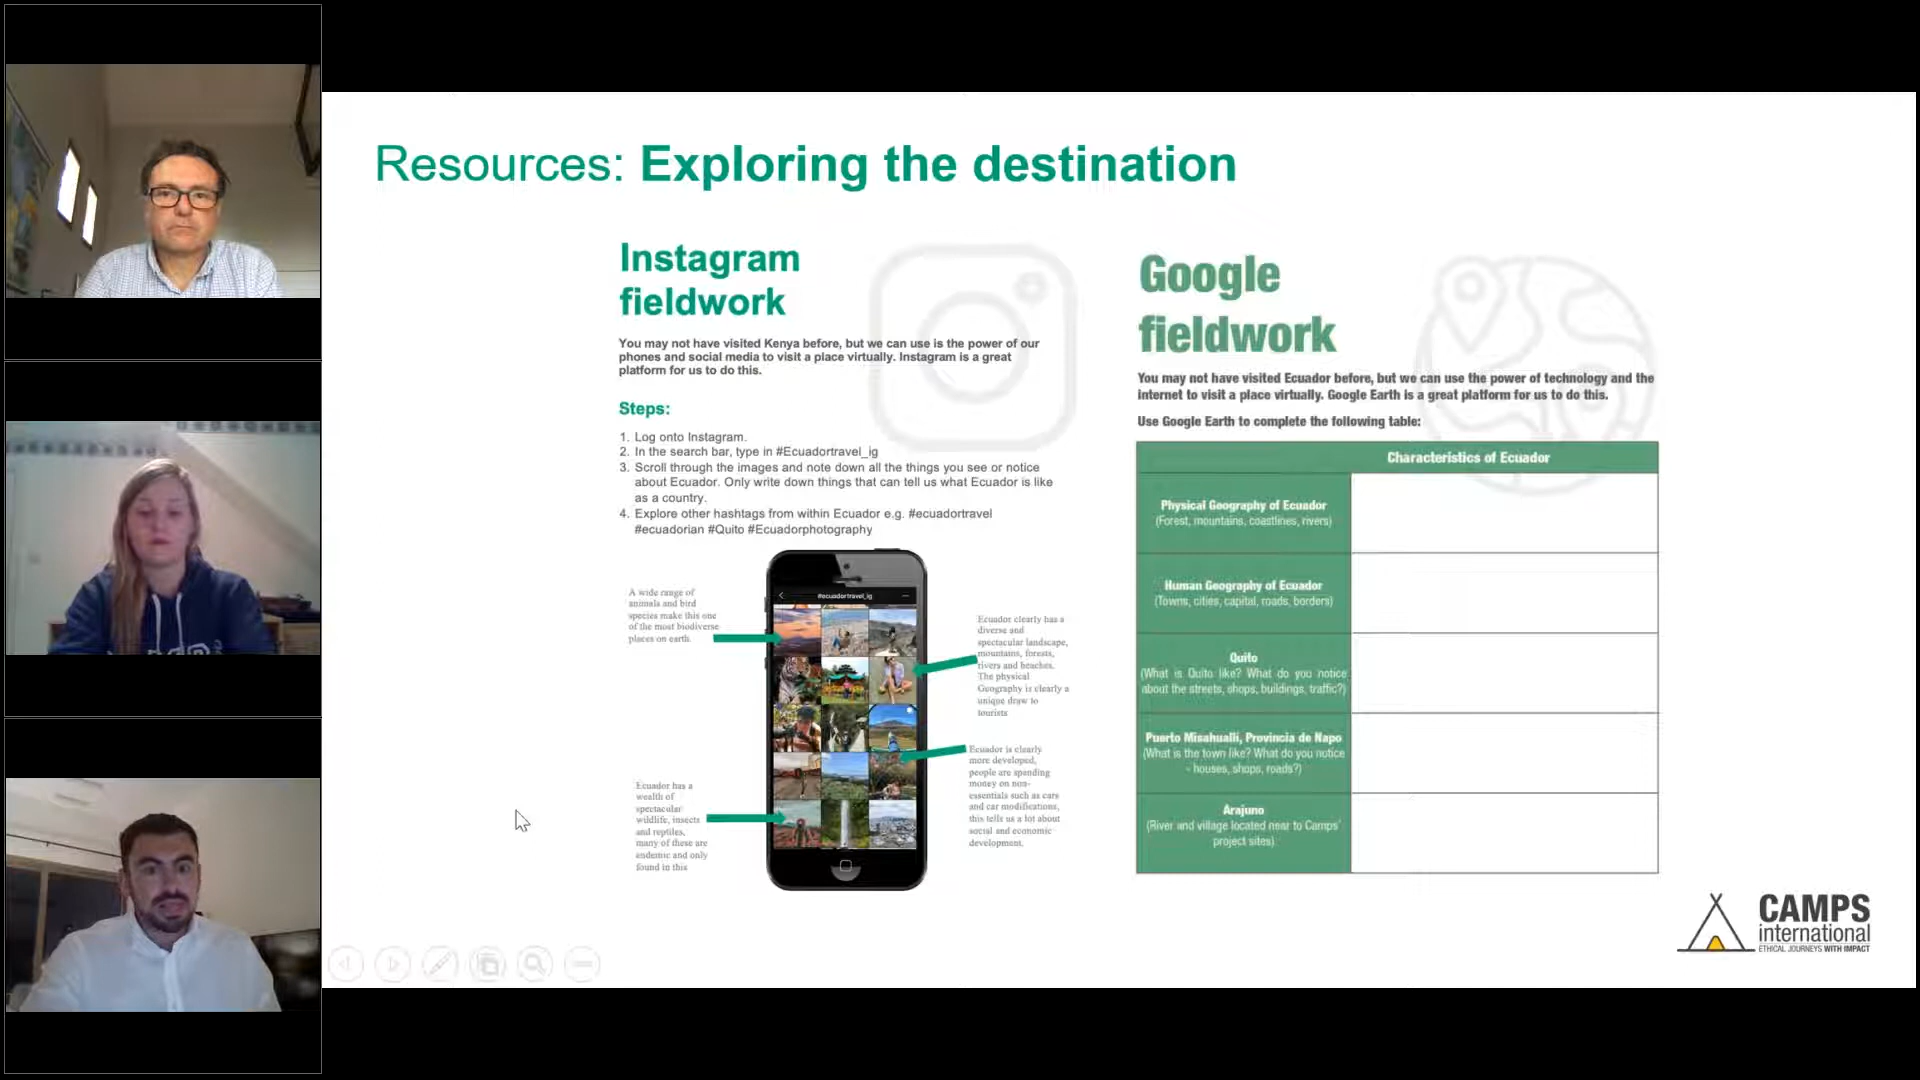 Resources: Exploring the destination
Instagram
fieldwork
You may not have visited Kenya before, but we can use is the power of our
phones and social media to visit a place virtually. Instagram is a great
platform for us to do this.
Steps:
1. Log onto Instagram.
2. In the search bar, type in #Ecuadortravel_ig
3. Scroll through the images and note down all the things you see or notice
about Ecuador. Only write down things that can tell us what Ecuador is like
as a country.
4. Explore other hashtags from within Ecuador e.g. #ecuadortravel
#ecuadorian #Quito #Ecuadorphotography
A wide range of
animals and bird
species make this one
of the most biodiverse
places on earth.
#ecuadortravel_ig
Ecuador clearly has a
diverse and
spectacular landscape,
mountains, forests,
rivers and beaches.
The physical
Geography is clearly a
unique draw to
tourists
Ecuador is clearly
more developed,
people are spending
money on non-
essentials such as cars
and car modifications,
this tells us a lot about
social and economic
development.
Ecuador has a
wealth of
spectacular
wildlife, insects
and reptiles,
many of these are
endemic and only
found in this
Google
fieldwork
You may not have visited Ecuador before, but we can use the power of technology and the
internet to visit a place virtually. Google Earth is a great platform for us to do this.
Use Google Earth to complete the following table:
Characteristics of Ecuador
Physical Geography of Ecuador
(Forest, mountains, coastlines, rivers)
Human Geography of Ecuador
(Towns, cities, capital, roads, borders)
Quito
(What is Quito like? What do you notice
about the streets, shops, buildings, traffic?)
Puerto Misahualli, Provincia de Napo
(What is the town like? What do you notice
- houses, shops, roads?)
Arajuno
(River and village located near to Camps'
project sites)
CAMPS
international
ETHICAL JOURNEYS WITH IMPACT